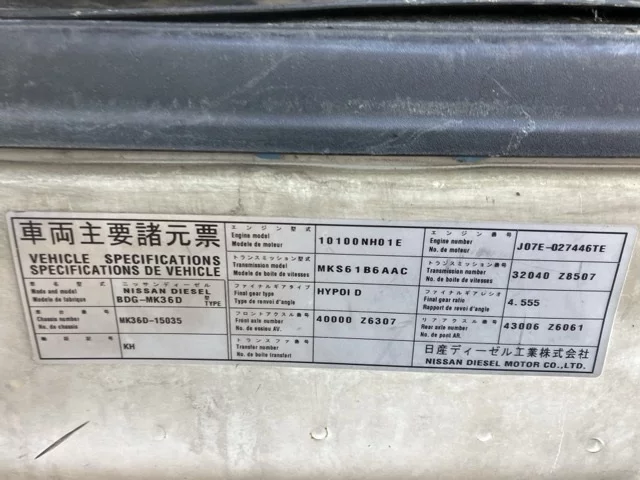 車両主要諸元票
VEHICLE SPECIFICATIONS
SPECIFICATIONS DE VEHICLE
車名型式
Mode and model
Modele du vehicule
ニッサンディーゼル
NISSAN DIESEL
BDG-MK36D 型 TYPE
車台番号
Chassis number
No. de chassis
MK36D-15035
KH
エンジン型式
Engine model
Modele de moteur
10100NH01E
トランスミッション型式
Transmission model
Modele de boite de vitesses
MKS61B6AAC
ファイナルギアタイプ
Final gear type
Type de renvoi d'angle
HYPOID
フロントアクスル番号
Front axle number
No. de essiau AV.
40000 Z6307
トランスファ番号
Transfer number
No. de boite transfert
エンジン番号
Engine number
No. de moteur
J07E-027446TE
トランスミッション番号
Transmission number
No. de boite de vitesses
32040 Z8507
ファイナルギアレシオ
Final gear ratio
Rapport de renvoi d'angle
4.555
リアアクスル番号
Rear axle number
No. de pont AR.
43006 Z6061
日産ディーゼル工業株式会社
NISSAN DIESEL MOTOR CO.,LTD.